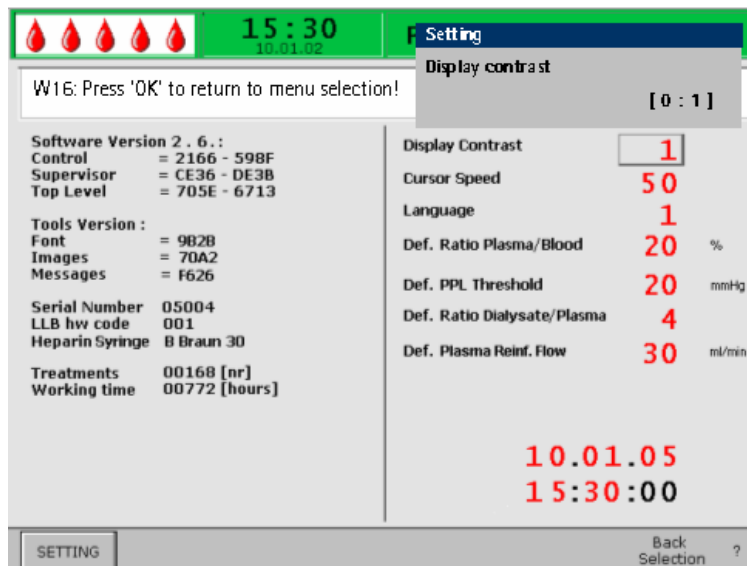 15:30
10.01.02
Setting
Display contrast
[ 0 : 1 ]
W16: Press 'OK' to return to menu selection!
Software Version 2 . 6 . :
Control = 2166 - 598F
Supervisor = CE36 - DE3B
Top Level = 705E - 6713
Tools Version :
Font = 9B2B
Images = 70A2
Messages = F626
Serial Number 05004
LLB hw code 001
Heparin Syringe B Braun 30
Treatments 00168 [nr]
Working time 00772 [hours]
Display Contrast 1
Cursor Speed 50
Language 1
Def. Ratio Plasma/Blood 20 %
Def. PPL Threshold 20 mmHg
Def. Ratio Dialysate/Plasma 4
Def. Plasma Reinf. Flow 30 ml/min
10.01.05
15:30:00
SETTING
Back
Selection ?